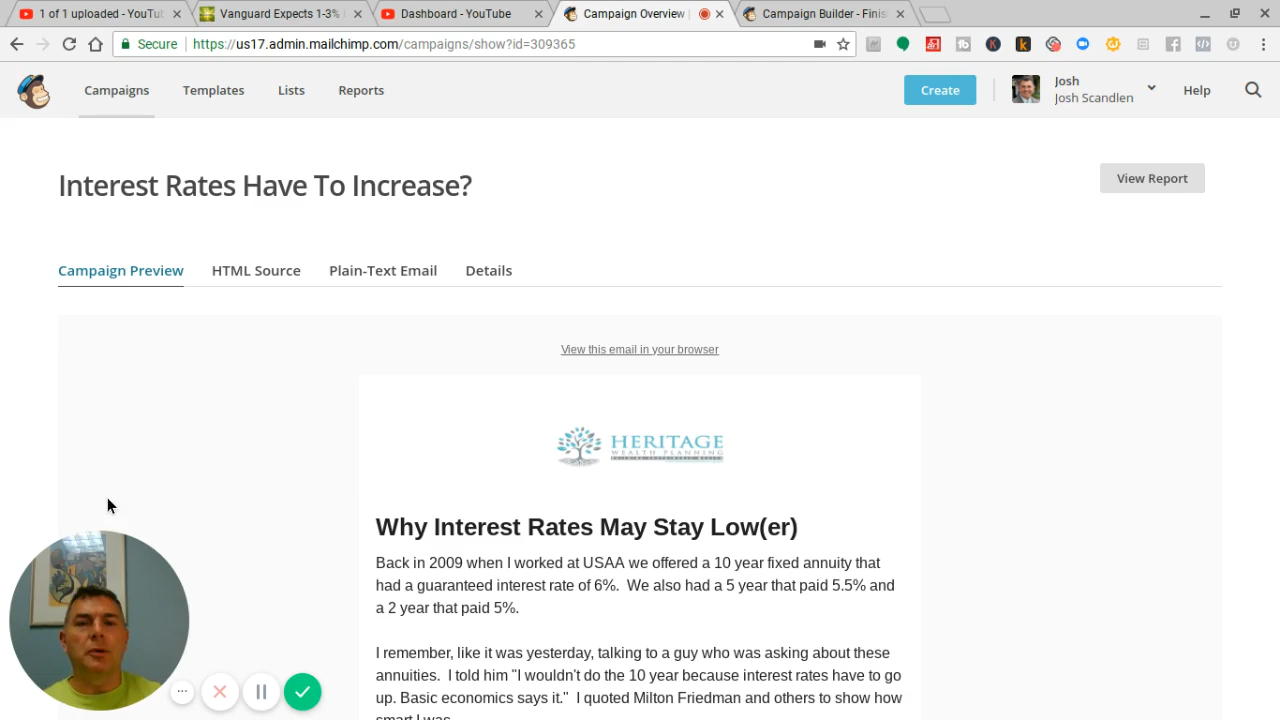 1 of 1 uploaded - YouTu
Vanguard Expects 1-3%
Dashboard - YouTube
Campaign Overview
Campaign Builder - Finis
Secure
https://us17.admin.mailchimp.com/campaigns/show?id=309365
Campaigns
Templates
Lists
Reports
Create
Josh
Josh Scandlen
Help
Interest Rates Have To Increase?
View Report
Campaign Preview
HTML Source
Plain-Text Email
Details
View this email in your browser
HERITAGE
WEALTH PLANNING
Why Interest Rates May Stay Low(er)
Back in 2009 when I worked at USAA we offered a 10 year fixed annuity that
had a guaranteed interest rate of 6%.  We also had a 5 year that paid 5.5% and
a 2 year that paid 5%.
I remember, like it was yesterday, talking to a guy who was asking about these
annuities.  I told him "I wouldn't do the 10 year because interest rates have to go
up. Basic economics says it."  I quoted Milton Friedman and others to show how
smart I was